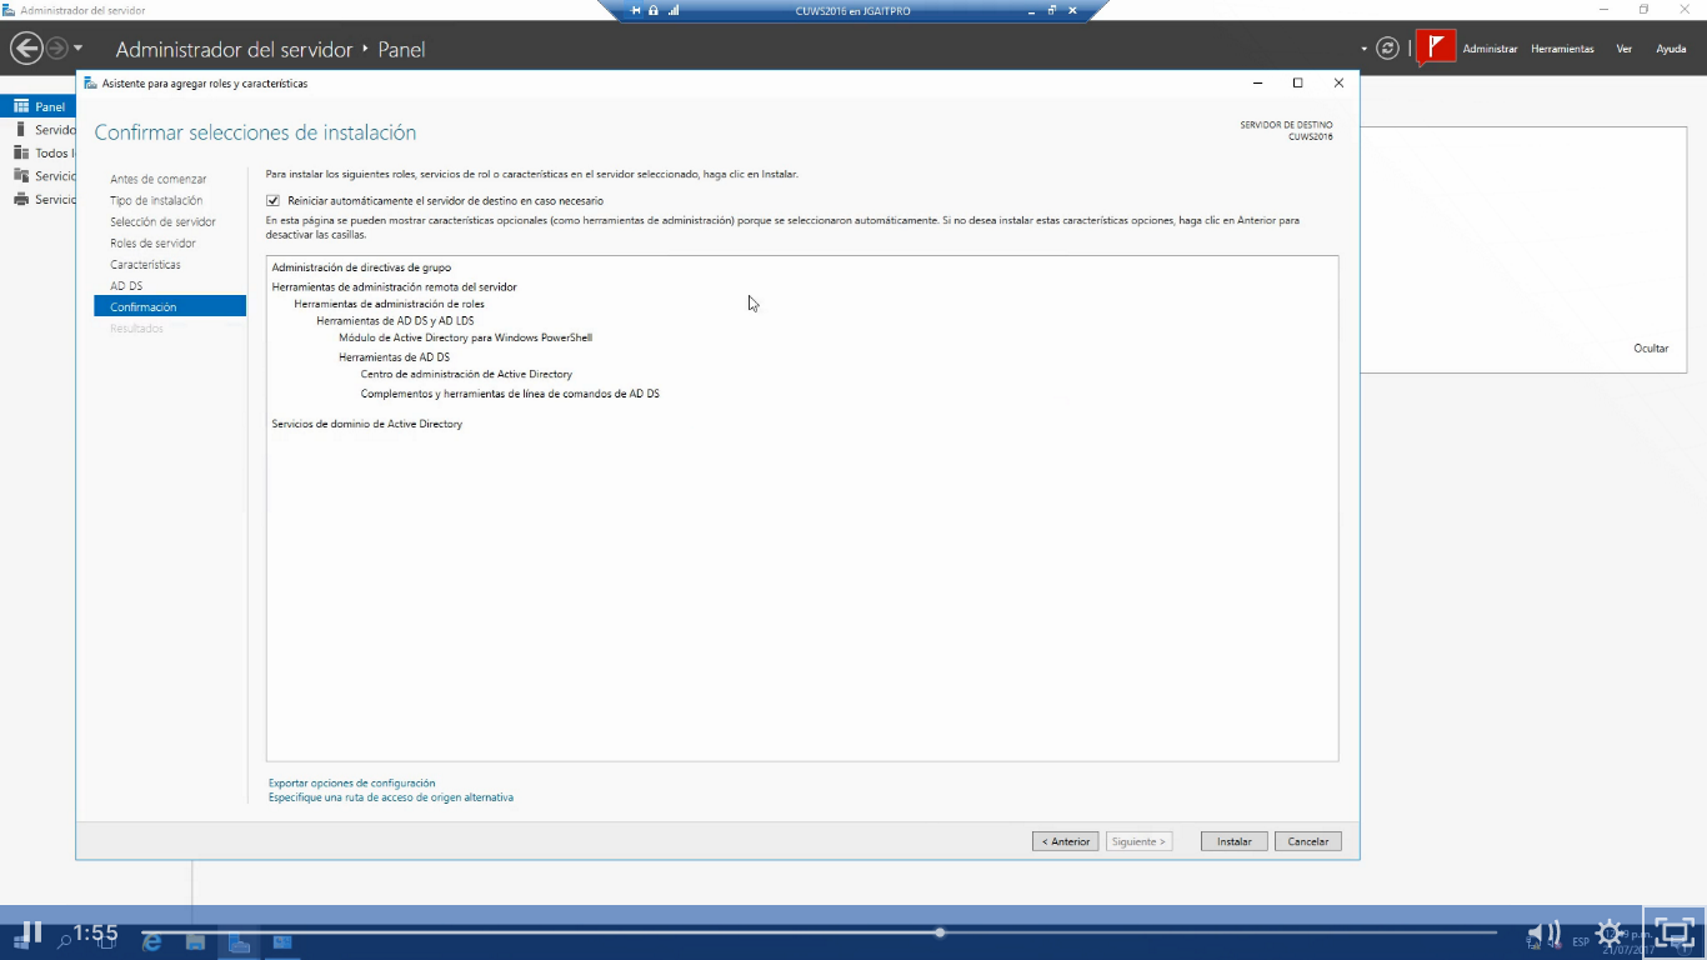 Administrador del servidor
CUWS2016 en JGAITPRO
Administrador del servidor ‣ Panel
Administrar
Herramientas
Ver
Ayuda
Asistente para agregar roles y características
Panel
Servido
Todos l
Servicio
Servicio
Confirmar selecciones de instalación
SERVIDOR DE DESTINO
CUWS2016
Antes de comenzar
Tipo de instalación
Selección de servidor
Roles de servidor
Características
AD DS
Confirmación
Resultados
Para instalar los siguientes roles, servicios de rol o características en el servidor seleccionado, haga clic en Instalar.
Reiniciar automáticamente el servidor de destino en caso necesario
En esta página se pueden mostrar características opcionales (como herramientas de administración) porque se seleccionaron automáticamente. Si no desea instalar estas características opciones, haga clic en Anterior para
desactivar las casillas.
Administración de directivas de grupo
Herramientas de administración remota del servidor
Herramientas de administración de roles
Herramientas de AD DS y AD LDS
Módulo de Active Directory para Windows PowerShell
Herramientas de AD DS
Centro de administración de Active Directory
Complementos y herramientas de línea de comandos de AD DS
Servicios de dominio de Active Directory
Ocultar
Exportar opciones de configuración
Especifique una ruta de acceso de origen alternativa
< Anterior
Siguiente >
Instalar
Cancelar
1:55
ESP
21/07/2017